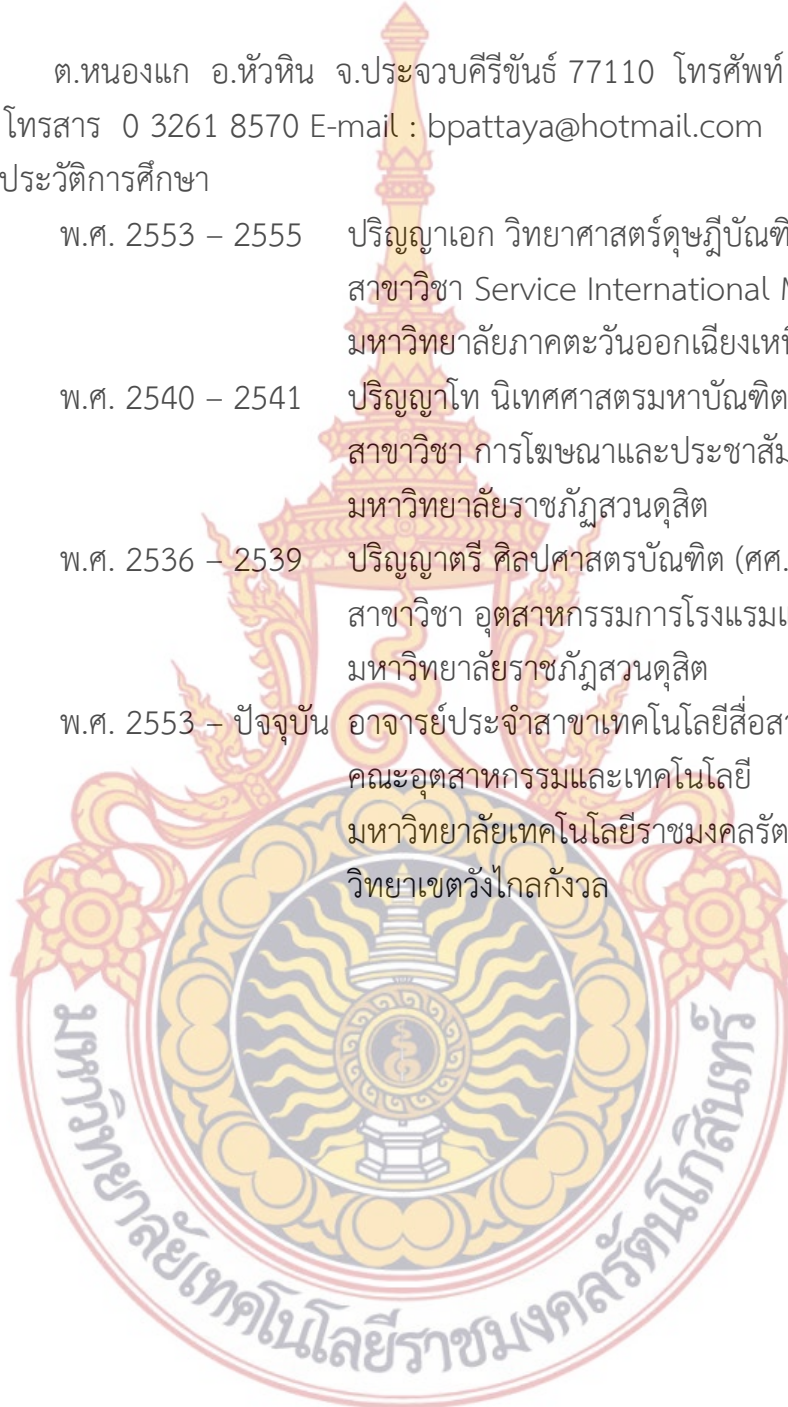 ต.หนองแก อ.หัวหิน จ.ประจวบคีรีขันธ์ 77110 โทรศัพท์
โทรสาร 0 3261 8570 E-mail : bpattaya@hotmail.com
ประวัติการศึกษา
พ.ศ. 2553 – 2555 ปริญญาเอก วิทยาศาสตร์ดุษฎีบัณฑิ
สาขาวิชา Service International
มหาวิทยาลัยภาคตะวันออกเฉียงเหนื
พ.ศ. 2540 – 2541 ปริญญาโท นิเทศศาสตรมหาบัณฑิต
สาขาวิชา การโฆษณาและประชาสัม
มหาวิทยาลัยราชภัฏสวนดุสิต
พ.ศ. 2536 – 2539 ปริญญาตรี ศิลปศาสตรบัณฑิต (ศศ.
สาขาวิชา อุตสาหกรรมการโรงแรม
มหาวิทยาลัยราชภัฎสวนดุสิต
พ.ศ. 2553 – ปัจจุบัน อาจารย์ประจำสาขาเทคโนโลยีสื่อสา
คณะอุตสาหกรรมและเทคโนโลยี
มหาวิทยาลัยเทคโนโลยีราชมงคลรัต
วิทยาเขตวังไกลกังวล
มหาวิทยาลัยเทคโนโลยีราชมงคลรัตนโกสินทร์